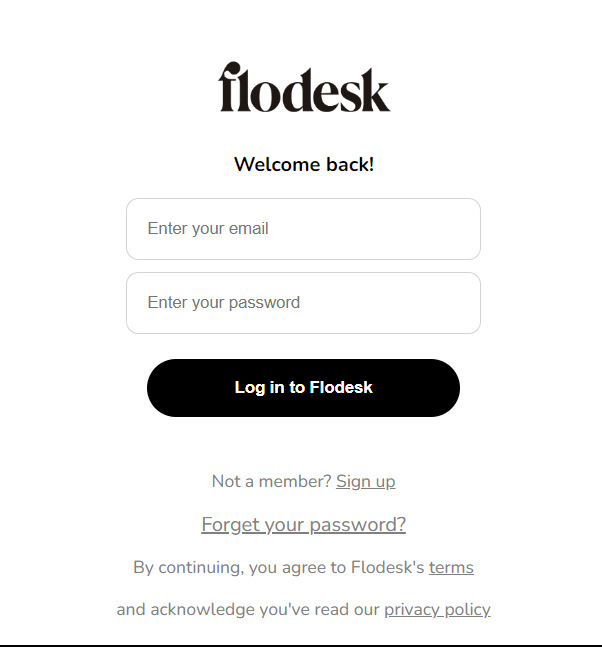 flodesk
Welcome back!
Enter your email
Enter your password
Log in to Flodesk
Not a member? Sign up
Forget your password?
By continuing, you agree to Flodesk's terms
and acknowledge you've read our privacy policy